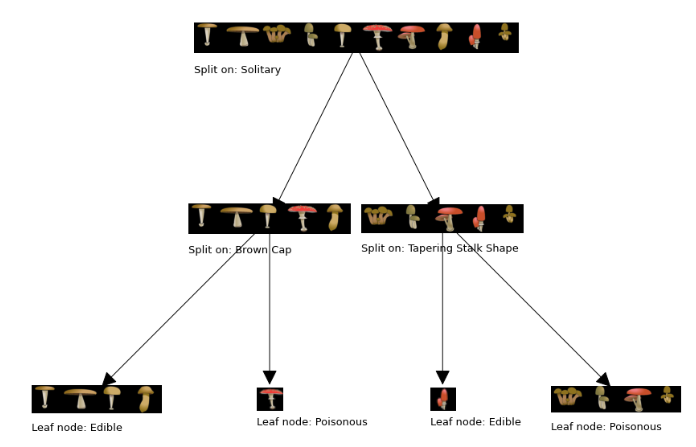 Split on: Solitary
Split on: Brown Cap
Split on: Tapering Stalk Shape
Leaf node: Edible
Leaf node: Poisonous
Leaf node: Edible
Leaf node: Poisonous